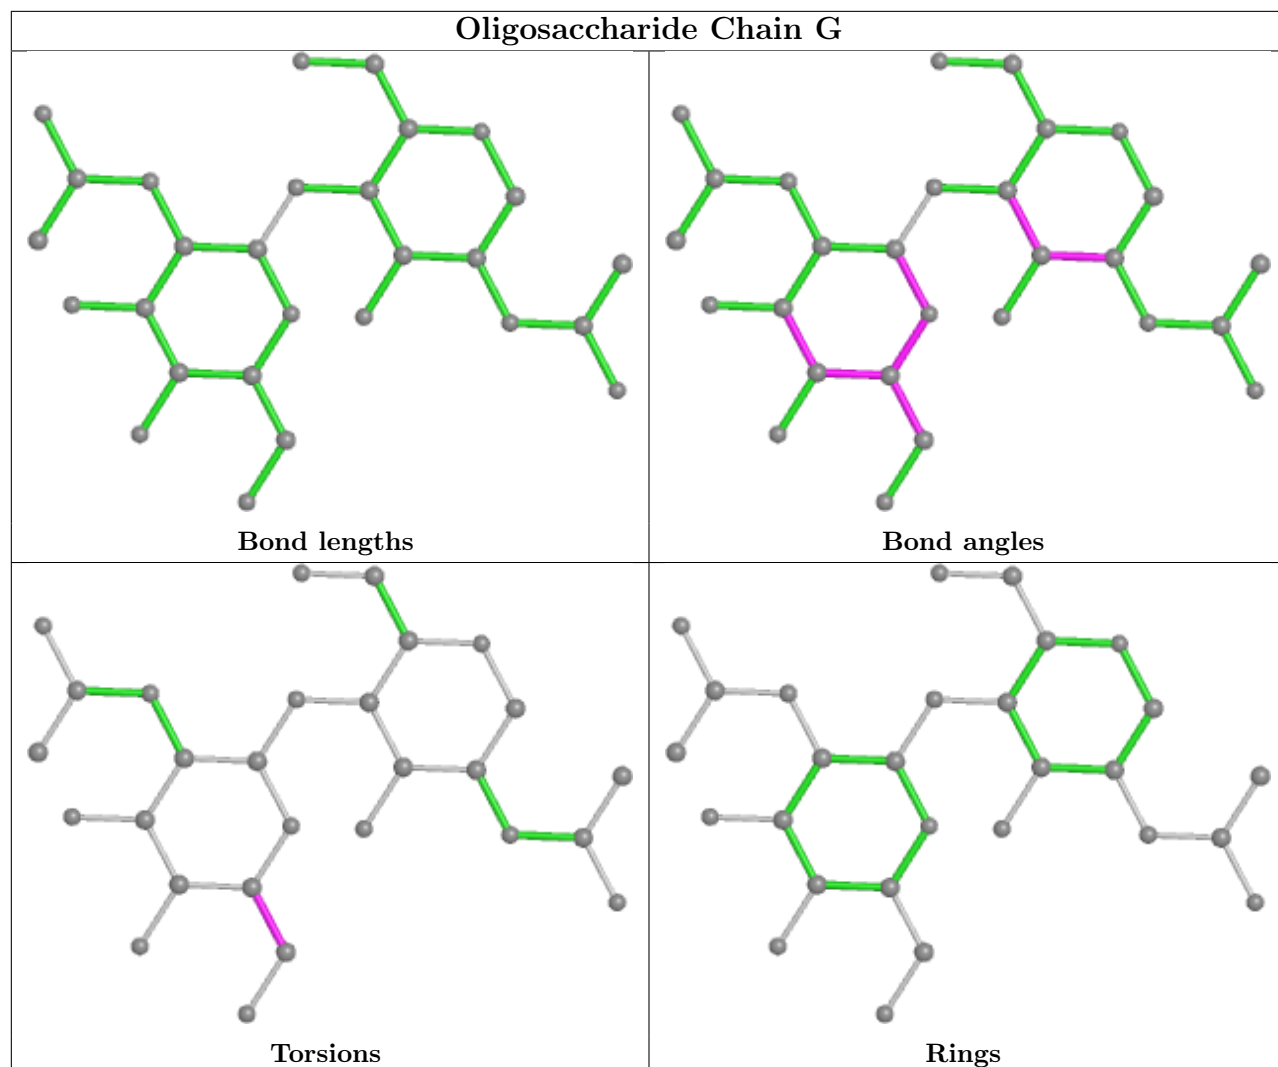 Oligosaccharide Chain G
Bond lengths
Bond angles
Torsions
Rings